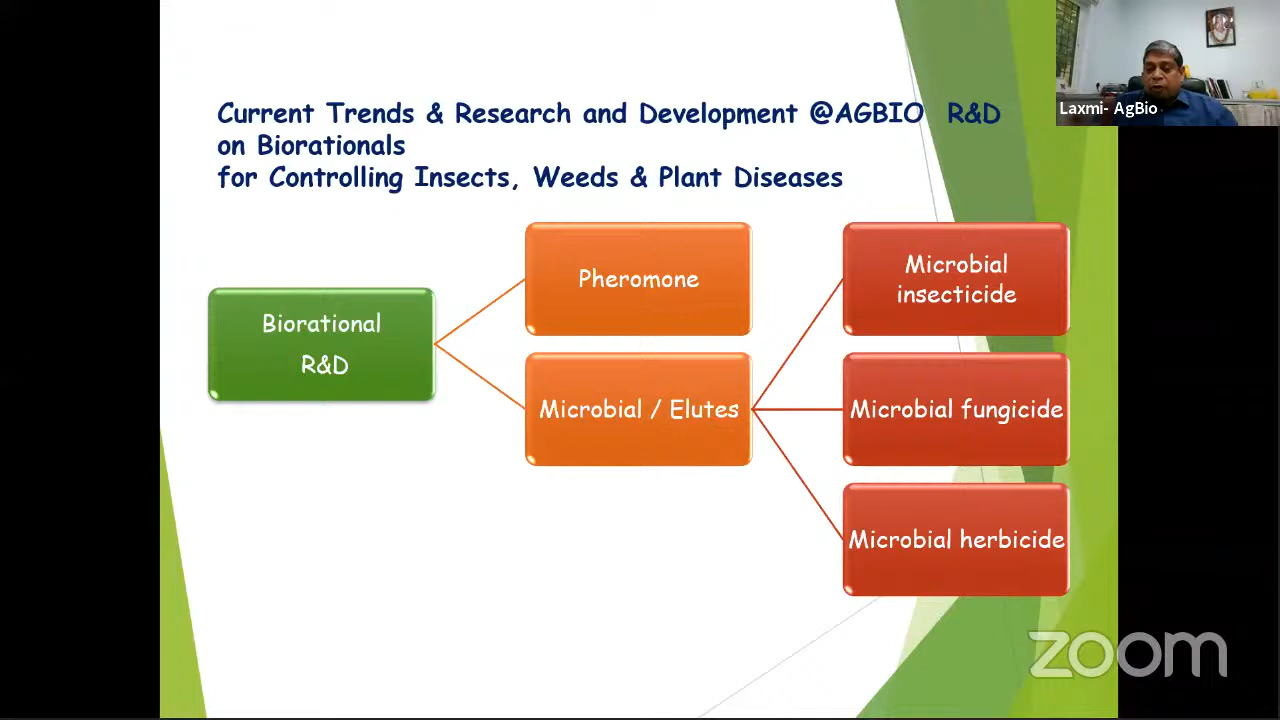 Current Trends & Research and Development @AGBIO R&D
on Biorationals
for Controlling Insects, Weeds & Plant Diseases
Laxmi- AgBio
Biorational
R&D
Pheromone
Microbial / Elutes
Microbial
insecticide
Microbial fungicide
Microbial herbicide
zoom